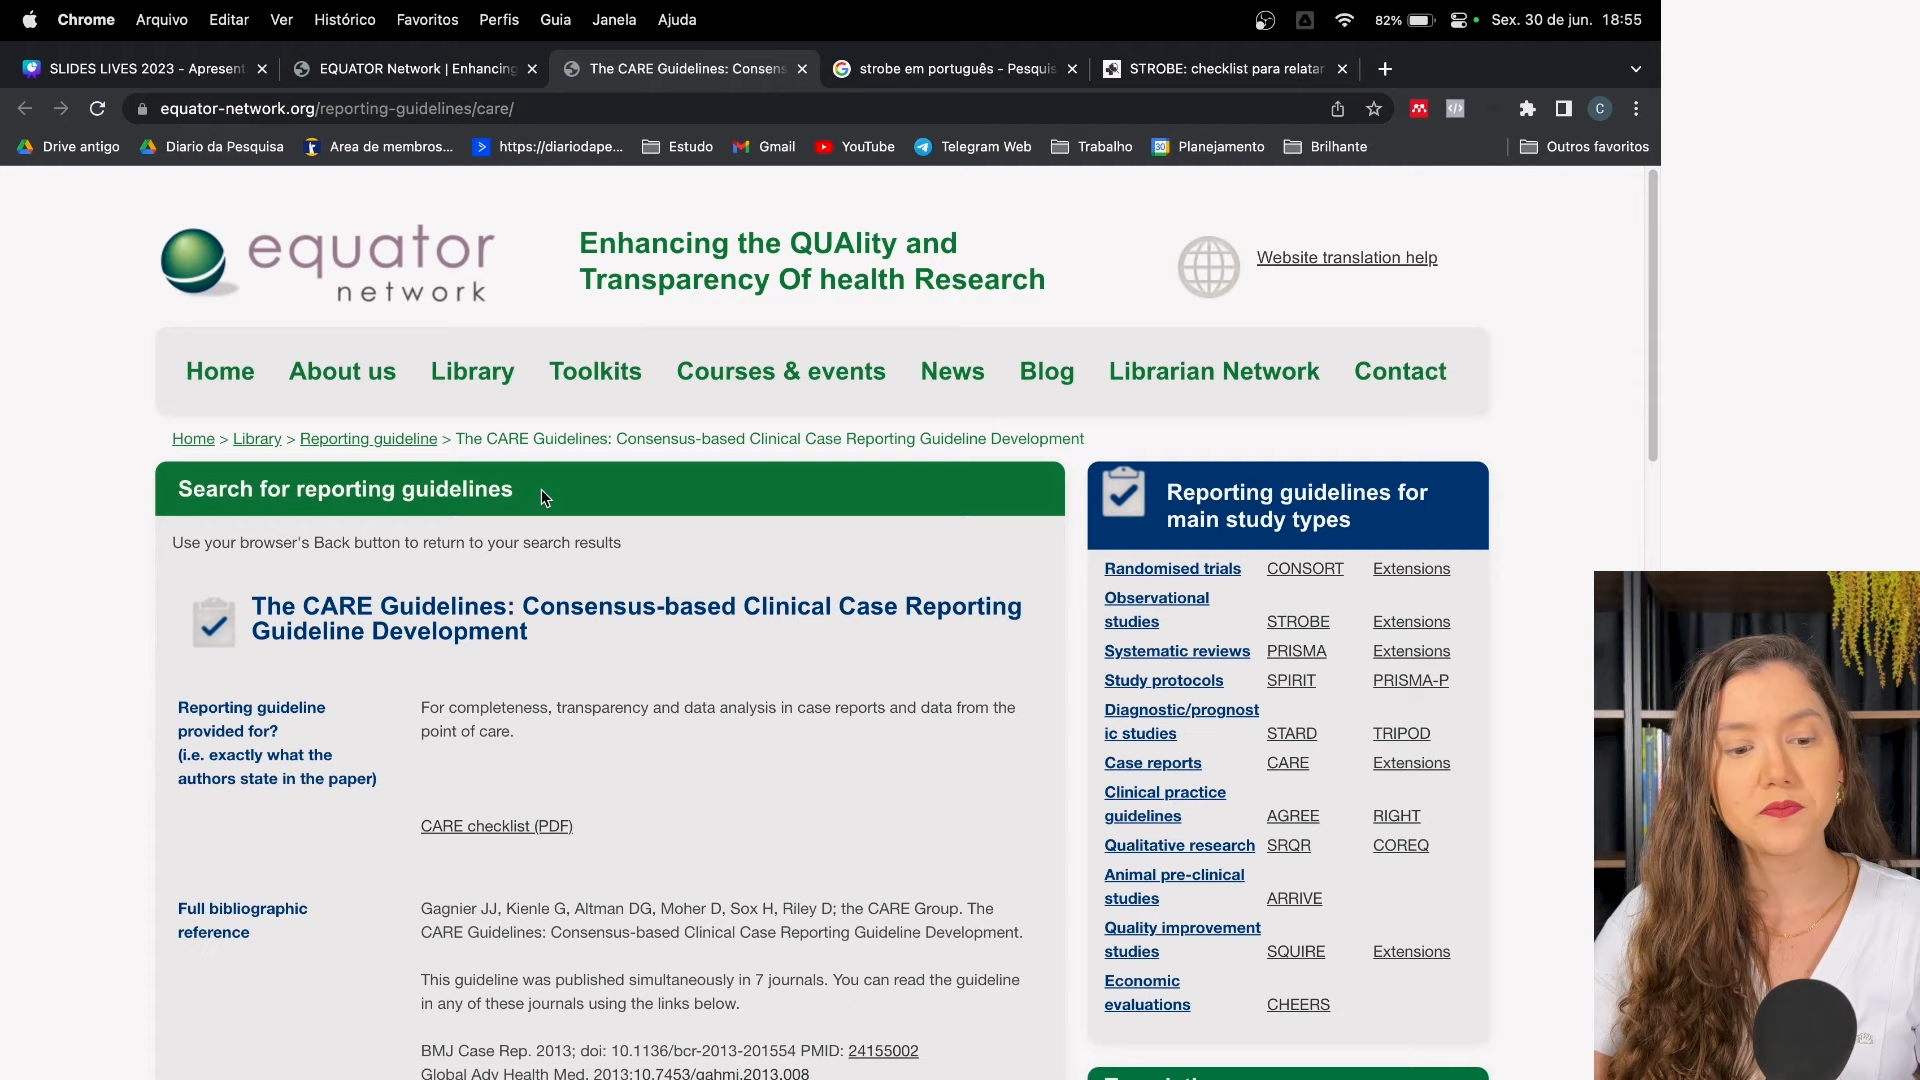 Chrome Arquivo Editar Ver Histórico Favoritos Perfis Guia Janela Ajuda 82% Sex. 30 de jun. 18:55
SLIDES LIVES 2023 - Apresent EQUATOR Network | Enhancing The CARE Guidelines: Consens strobe em português - Pesquis STROBE: checklist para relatar
equator-network.org/reporting-guidelines/care/ C
Drive antigo Diario da Pesquisa Area de membros... https://diariodape... Estudo Gmail YouTube Telegram Web Trabalho 30 Planejamento Brilhante Outros favoritos
equator
network
Enhancing the QUAlity and
Transparency Of health Research
Website translation help
Home About us Library Toolkits Courses & events News Blog Librarian Network Contact
Home > Library > Reporting guideline > The CARE Guidelines: Consensus-based Clinical Case Reporting Guideline Development
Search for reporting guidelines
Use your browser's Back button to return to your search results
The CARE Guidelines: Consensus-based Clinical Case Reporting
Guideline Development
Reporting guideline
provided for?
(i.e. exactly what the
authors state in the paper)
For completeness, transparency and data analysis in case reports and data from the
point of care.
CARE checklist (PDF)
Full bibliographic
reference
Gagnier JJ, Kienle G, Altman DG, Moher D, Sox H, Riley D; the CARE Group. The
CARE Guidelines: Consensus-based Clinical Case Reporting Guideline Development.
This guideline was published simultaneously in 7 journals. You can read the guideline
in any of these journals using the links below.
BMJ Case Rep. 2013; doi: 10.1136/bcr-2013-201554 PMID: 24155002
Global Adv Health Med. 2013:10.7453/gahmj.2013.008
Reporting guidelines for
main study types
Randomised trials CONSORT Extensions
Observational
studies STROBE Extensions
Systematic reviews PRISMA Extensions
Study protocols SPIRIT PRISMA-P
Diagnostic/prognost
ic studies STARD TRIPOD
Case reports CARE Extensions
Clinical practice
guidelines AGREE RIGHT
Qualitative research SRQR COREQ
Animal pre-clinical
studies ARRIVE
Quality improvement
studies SQUIRE Extensions
Economic
evaluations CHEERS